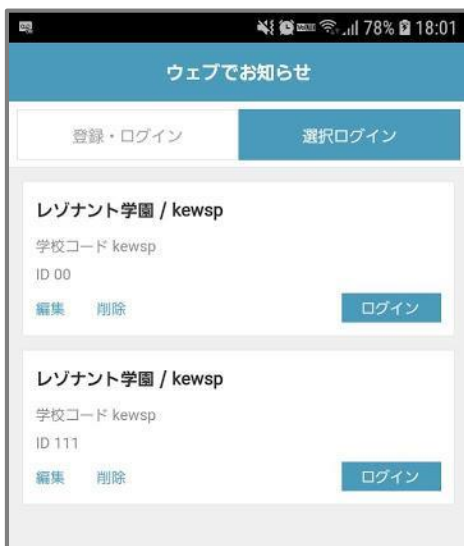 78% 18:01
ウェブでお知らせ
登録・ログイン 選択ログイン
レゾナント学園 / kewsp
学校コード kewsp
ID 00
編集 削除 ログイン
レゾナント学園 / kewsp
学校コード kewsp
ID 111
編集 削除 ログイン